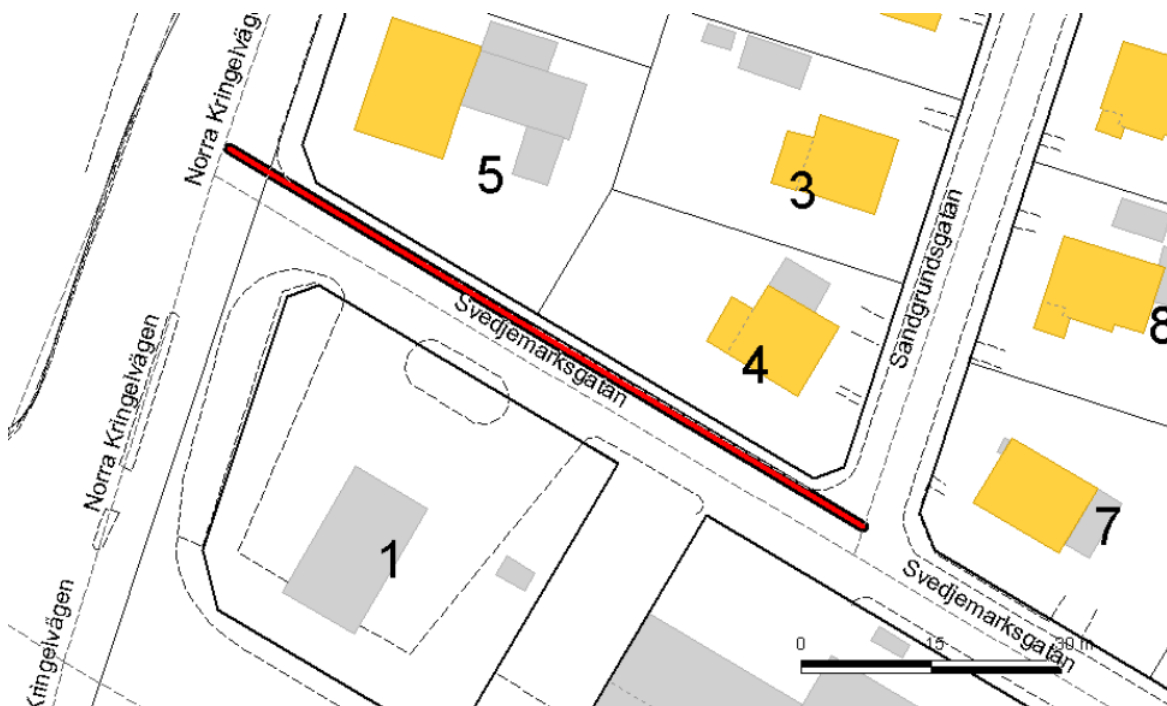 Norra Kringelväg
5
3
Sandgrundsgatan
8
Svedjemarksgatan
4
Norra Kringelvägen
1
7
Svedjemarksgatan
Kringelvägen
0 15 30 m